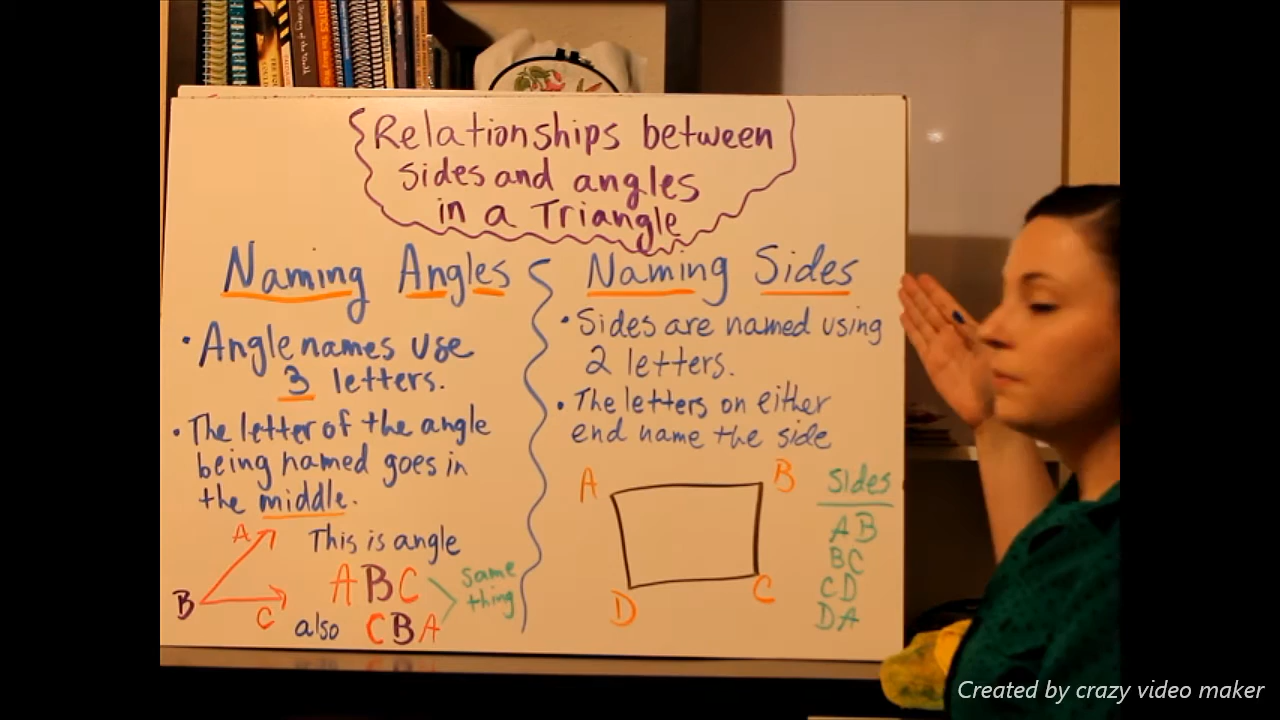 Relationships between
sides and angles
in a Triangle
Naming Angles
• Angle names use
3 letters.
• The letter of the angle
being named goes in
the middle.
A
B
C
This is angle
ABC
also CBA
same
thing
Naming Sides
• Sides are named using
2 letters.
• The letters on either
end name the side
A
B
D
C
Sides
AB
BC
CD
DA
Created by crazy video maker